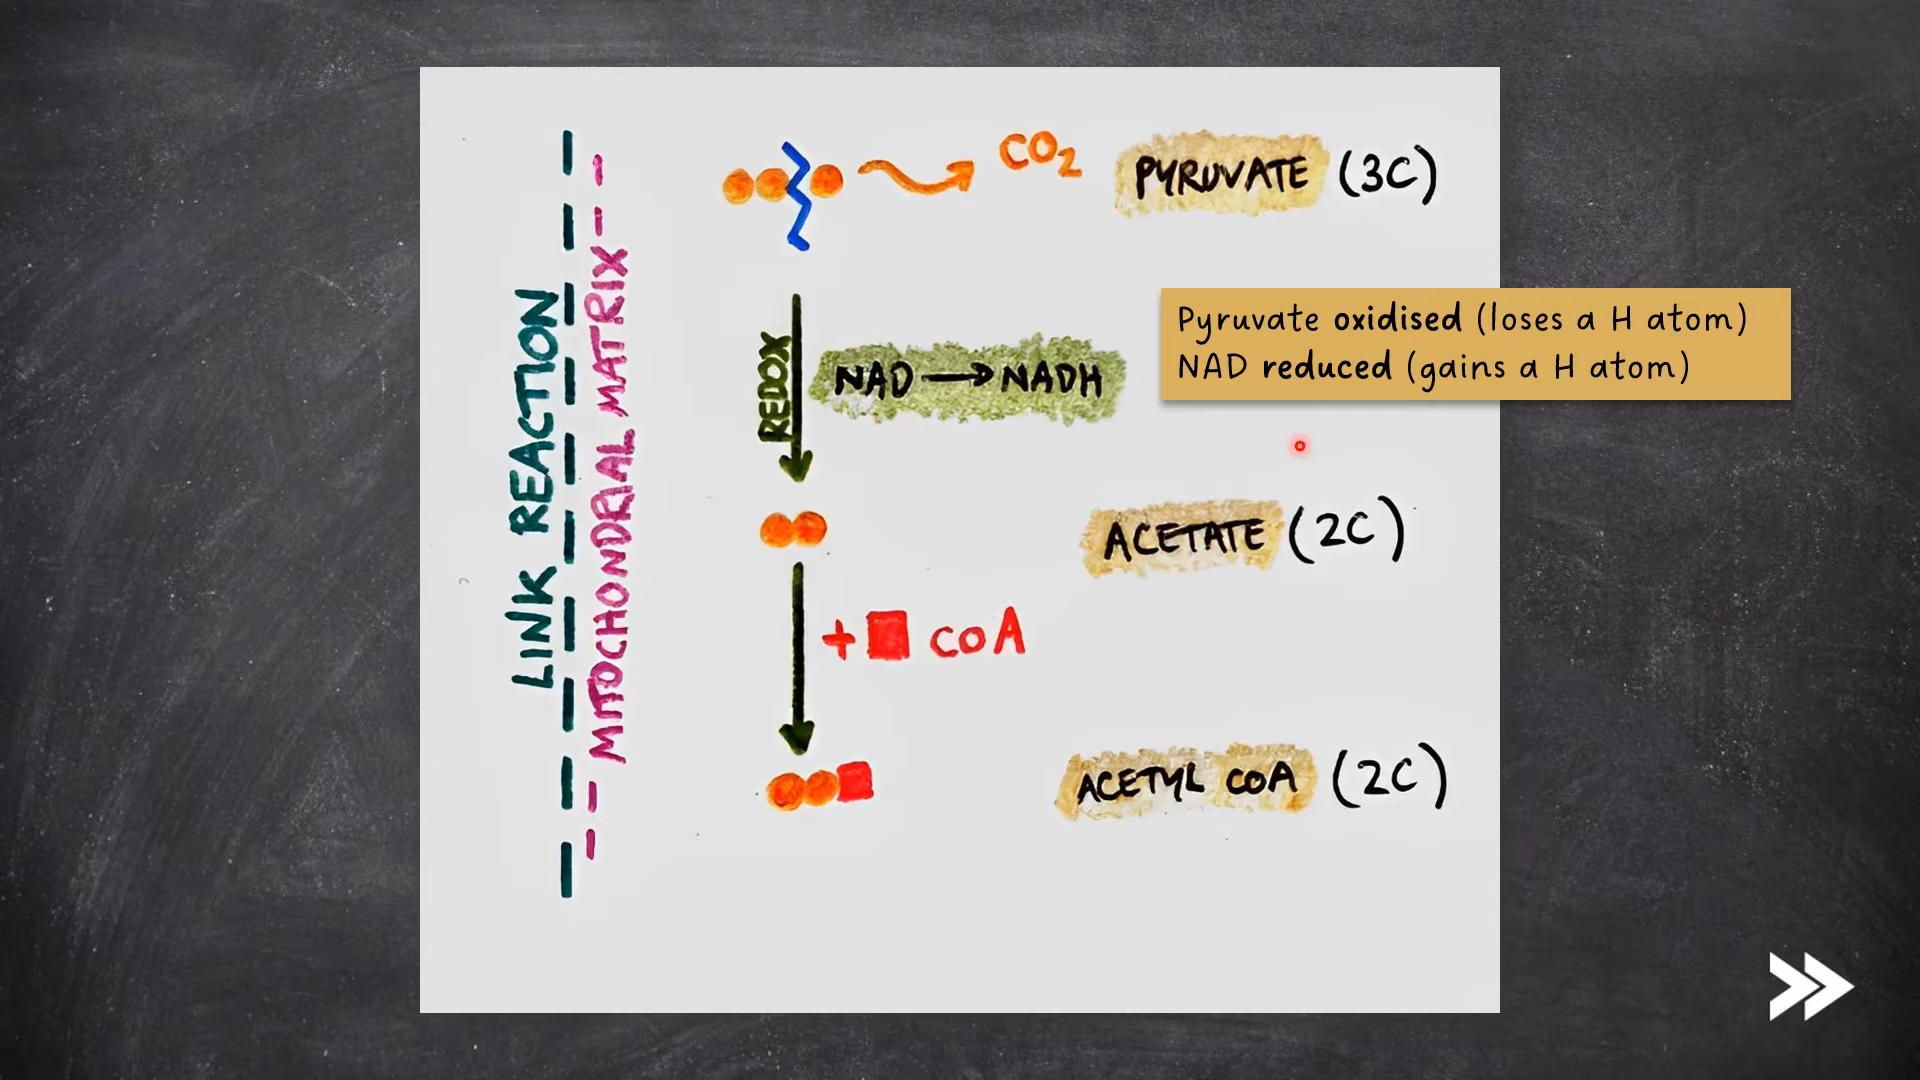 LINK REACTION
MITOCHONDRIAL MATRIX
CO2
PYRUVATE (3C)
Pyruvate oxidised (loses a H atom)
NAD reduced (gains a H atom)
REDOX
NAD → NADH
ACETATE (2C)
+ COA
ACETYL COA (2C)